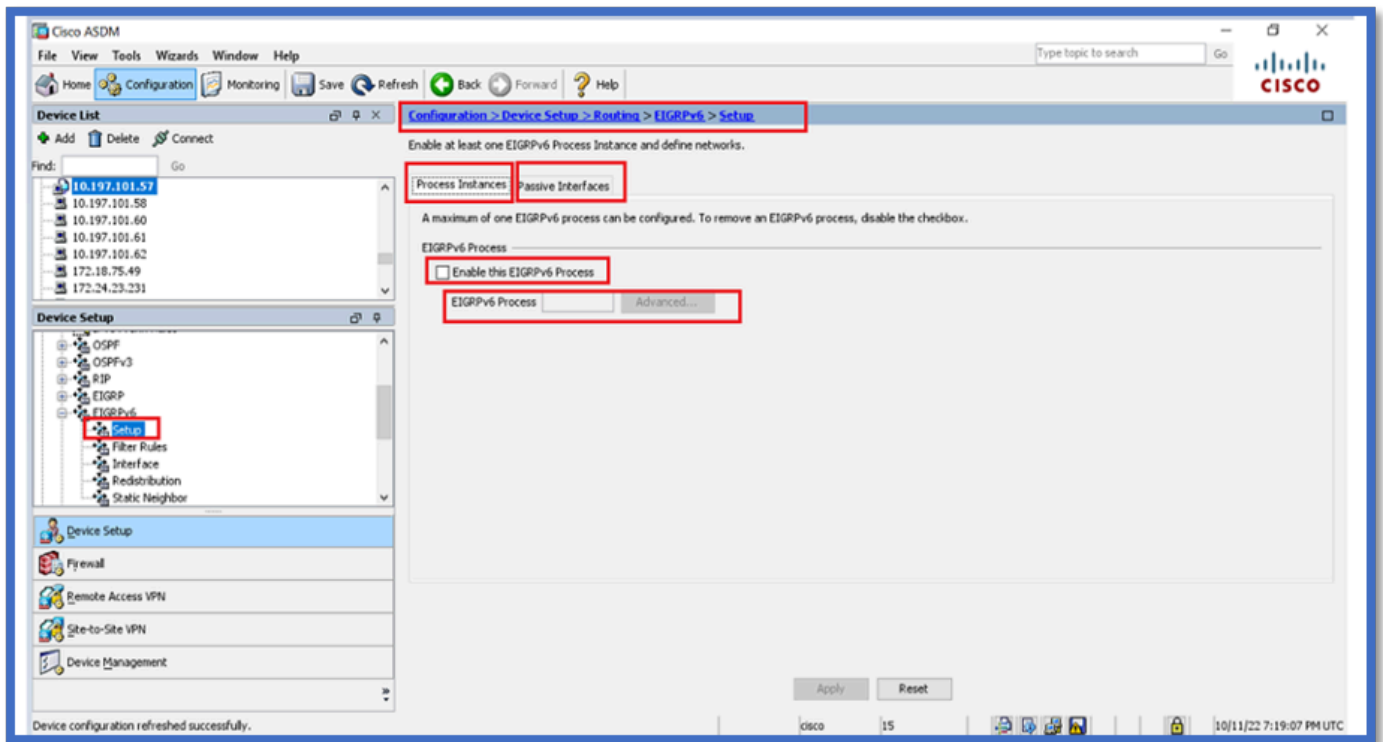 Cisco ASDM
File View Tools Wizards Window Help
Type topic to search Go
Home Configuration Monitoring Save Refresh Back Forward Help
CISCO
Device List
Add Delete Connect
Find: Go
10.197.101.57
10.197.101.58
10.197.101.60
10.197.101.61
10.197.101.62
172.18.75.49
172.24.23.231
Device Setup
OSPF
OSPFv3
RIP
EIGRP
EIGRPv6
Setup
Filter Rules
Interface
Redistribution
Static Neighbor
Device Setup
Firewall
Remote Access VPN
Site-to-Site VPN
Device Management
Configuration > Device Setup > Routing > EIGRPv6 > Setup
Enable at least one EIGRPv6 Process Instance and define networks.
Process Instances Passive Interfaces
A maximum of one EIGRPv6 process can be configured. To remove an EIGRPv6 process, disable the checkbox.
EIGRPv6 Process
Enable this EIGRPv6 Process
EIGRPv6 Process Advanced...
Apply Reset
Device configuration refreshed successfully. cisco 15 10/11/22 7:19:07 PM UTC